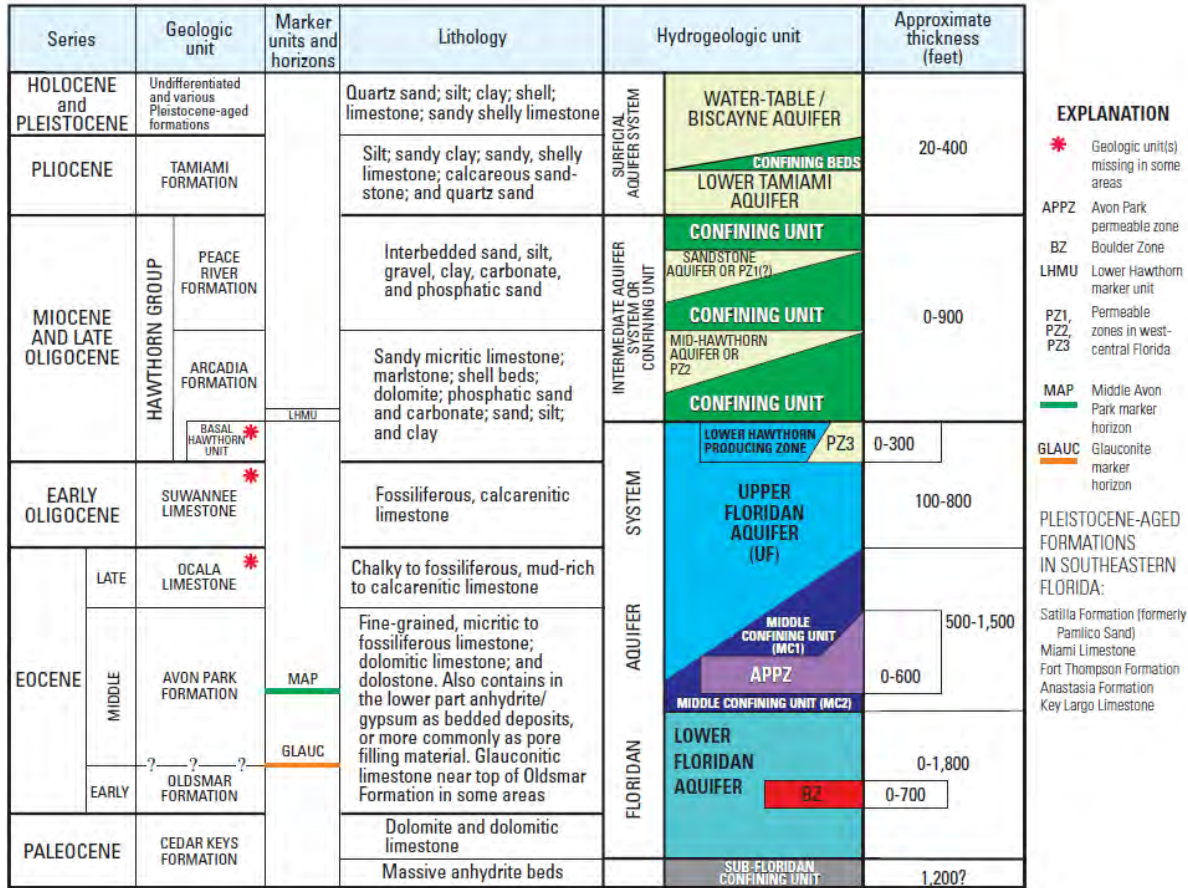 Series
Geologic
unit
Marker
units and
horizons
Lithology
Hydrogeologic unit
Approximate
thickness
(feet)
HOLOCENE
and
PLEISTOCENE
Undifferentiated
and various
Pleistocene-aged
formations
Quartz sand; silt; clay; shell;
limestone; sandy shelly limestone
SURFICIAL
AQUIFER SYSTEM
WATER-TABLE /
BISCAYNE AQUIFER
CONFINING BEDS
LOWER TAMIAMI
AQUIFER
20-400
PLIOCENE
TAMIAMI
FORMATION
Silt; sandy clay; sandy, shelly
limestone; calcareous sand-
stone; and quartz sand
MIOCENE
AND LATE
OLIGOCENE
HAWTHORN GROUP
PEACE
RIVER
FORMATION
Interbedded sand, silt,
gravel, clay, carbonate,
and phosphatic sand
INTERMEDIATE AQUIFER
SYSTEM OR
CONFINING UNIT
CONFINING UNIT
SANDSTONE
AQUIFER OR PZ1(?)
CONFINING UNIT
MID-HAWTHORN
AQUIFER OR
PZ2
CONFINING UNIT
0-900
ARCADIA
FORMATION
LHMU
BASAL
HAWTHORN
UNIT
*
Sandy micritic limestone;
marlstone; shell beds;
dolomite; phosphatic sand
and carbonate; sand; silt;
and clay
FLORIDAN AQUIFER SYSTEM
LOWER HAWTHORN
PRODUCING ZONE
PZ3
0-300
EARLY
OLIGOCENE
SUWANNEE
LIMESTONE
*
Fossiliferous, calcarenitic
limestone
UPPER
FLORIDAN
AQUIFER
(UF)
100-800
EOCENE
LATE
OCALA
LIMESTONE
*
Chalky to fossiliferous, mud-rich
to calcarenitic limestone
MIDDLE
AVON PARK
FORMATION
MAP
GLAUC
Fine-grained, micritic to
fossiliferous limestone;
dolomitic limestone; and
dolostone. Also contains in
the lower part anhydrite/
gypsum as bedded deposits,
or more commonly as pore
filling material. Glauconitic
limestone near top of Oldsmar
Formation in some areas
MIDDLE
CONFINING UNIT
(MC1)
500-1,500
APPZ
0-600
MIDDLE CONFINING UNIT (MC2)
? ? ?
EARLY
OLDSMAR
FORMATION
LOWER
FLORIDAN
AQUIFER
0-1,800
BZ
0-700
PALEOCENE
CEDAR KEYS
FORMATION
Dolomite and dolomitic
limestone
Massive anhydrite beds
SUB-FLORIDAN
CONFINING UNIT
1,200?
EXPLANATION
* Geologic unit(s)
missing in some
areas
APPZ Avon Park
permeable zone
BZ Boulder Zone
LHMU Lower Hawthorn
marker unit
PZ1, Permeable
PZ2, zones in west-
PZ3 central Florida
MAP Middle Avon
Park marker
horizon
GLAUC Glauconite
marker
horizon
PLEISTOCENE-AGED
FORMATIONS
IN SOUTHEASTERN
FLORIDA:
Satilla Formation (formerly
Pamlico Sand)
Miami Limestone
Fort Thompson Formation
Anastasia Formation
Key Largo Limestone